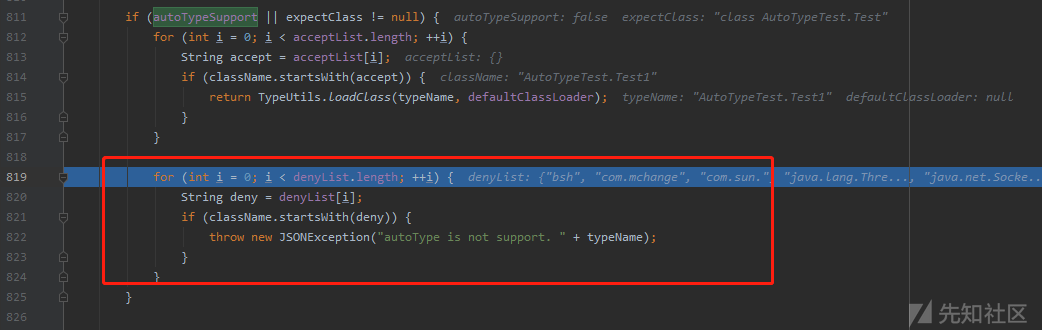 811 if (autoTypeSupport || expectClass != null) { autoTypeSupport: false expectClass: "class AutoTypeTest.Test"
812 for (int i = 0; i < acceptList.length; ++i) {
813 String accept = acceptList[i]; acceptList: {}
814 if (className.startsWith(accept)) { className: "AutoTypeTest.Test1"
815 return TypeUtils.loadClass(typeName, defaultClassLoader); typeName: "AutoTypeTest.Test1" defaultClassLoader: null
816 }
817 }
818
819 for (int i = 0; i < denyList.length; ++i) { denyList: {"bsh", "com.mchange", "com.sun.", "java.lang.Thre..., "java.net.Socke..
820 String deny = denyList[i];
821 if (className.startsWith(deny)) {
822 throw new JSONException("autoType is not support. " + typeName);
823 }
824 }
825 }
826
先知社区